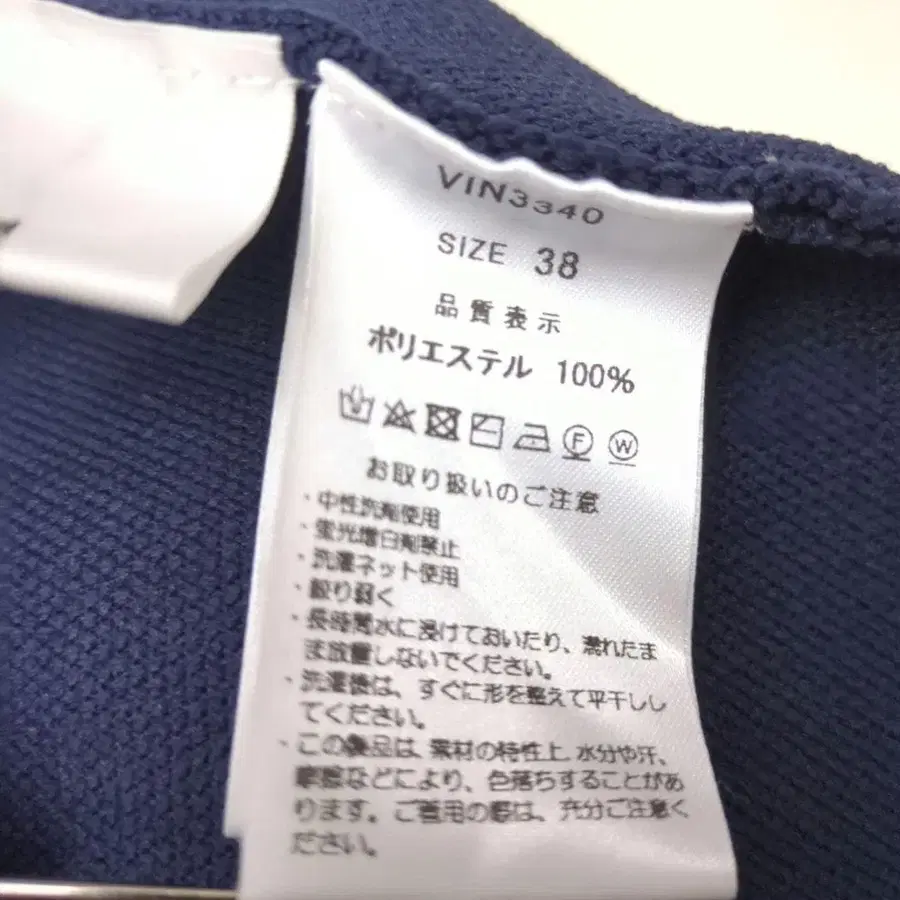 VIN3340
SIZE 38
品質表示
ポリエステル 100%
F W
お取り扱いのご注意
・中性洗剤使用
・蛍光増白剤禁止
・洗濯ネット使用
・絞り弱く
・長時間水に浸けておいたり、濡れたま
ま放置しないでください。
・洗濯後は、すぐに形を整えて平干しし
てください。
・この製品は、素材の特性上、水分や汗、
摩擦などにより、色落ちすることがあ
ります。ご着用の際は、充分ご注意く
ださい。